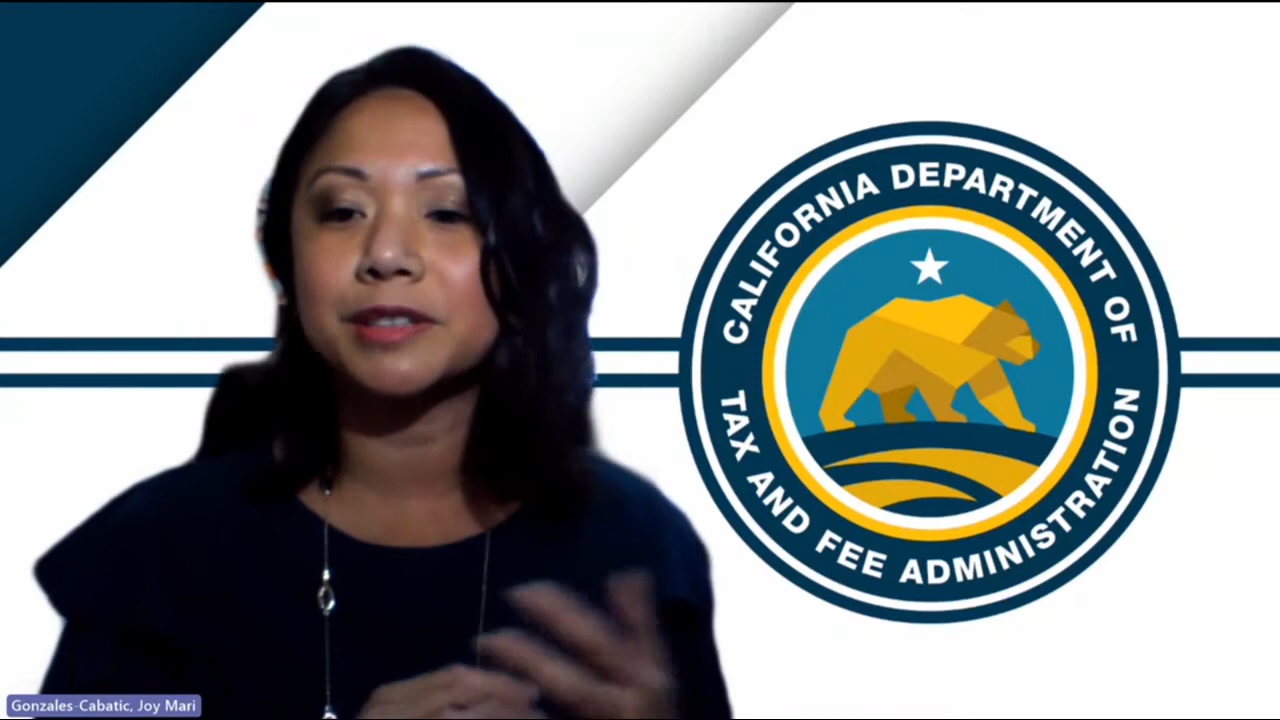 CALIFORNIA DEPARTMENT OF
TAX AND FEE ADMINISTRATION
Gonzales-Cabatic, Joy Mari